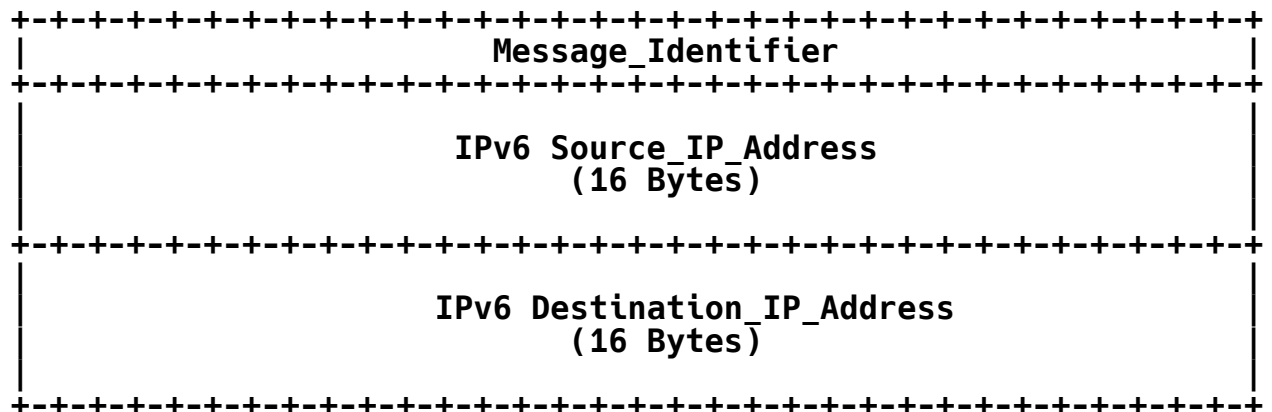 +-+-+-+-+-+-+-+-+-+-+-+-+-+-+-+-+-+-+-+-+-+-+-+-+-+-+-+-+-+-+-+-+
| Message_Identifier |
+-+-+-+-+-+-+-+-+-+-+-+-+-+-+-+-+-+-+-+-+-+-+-+-+-+-+-+-+-+-+-+-+
| |
| IPv6 Source_IP_Address |
| (16 Bytes) |
| |
+-+-+-+-+-+-+-+-+-+-+-+-+-+-+-+-+-+-+-+-+-+-+-+-+-+-+-+-+-+-+-+-+
| |
| IPv6 Destination_IP_Address |
| (16 Bytes) |
| |
+-+-+-+-+-+-+-+-+-+-+-+-+-+-+-+-+-+-+-+-+-+-+-+-+-+-+-+-+-+-+-+-+